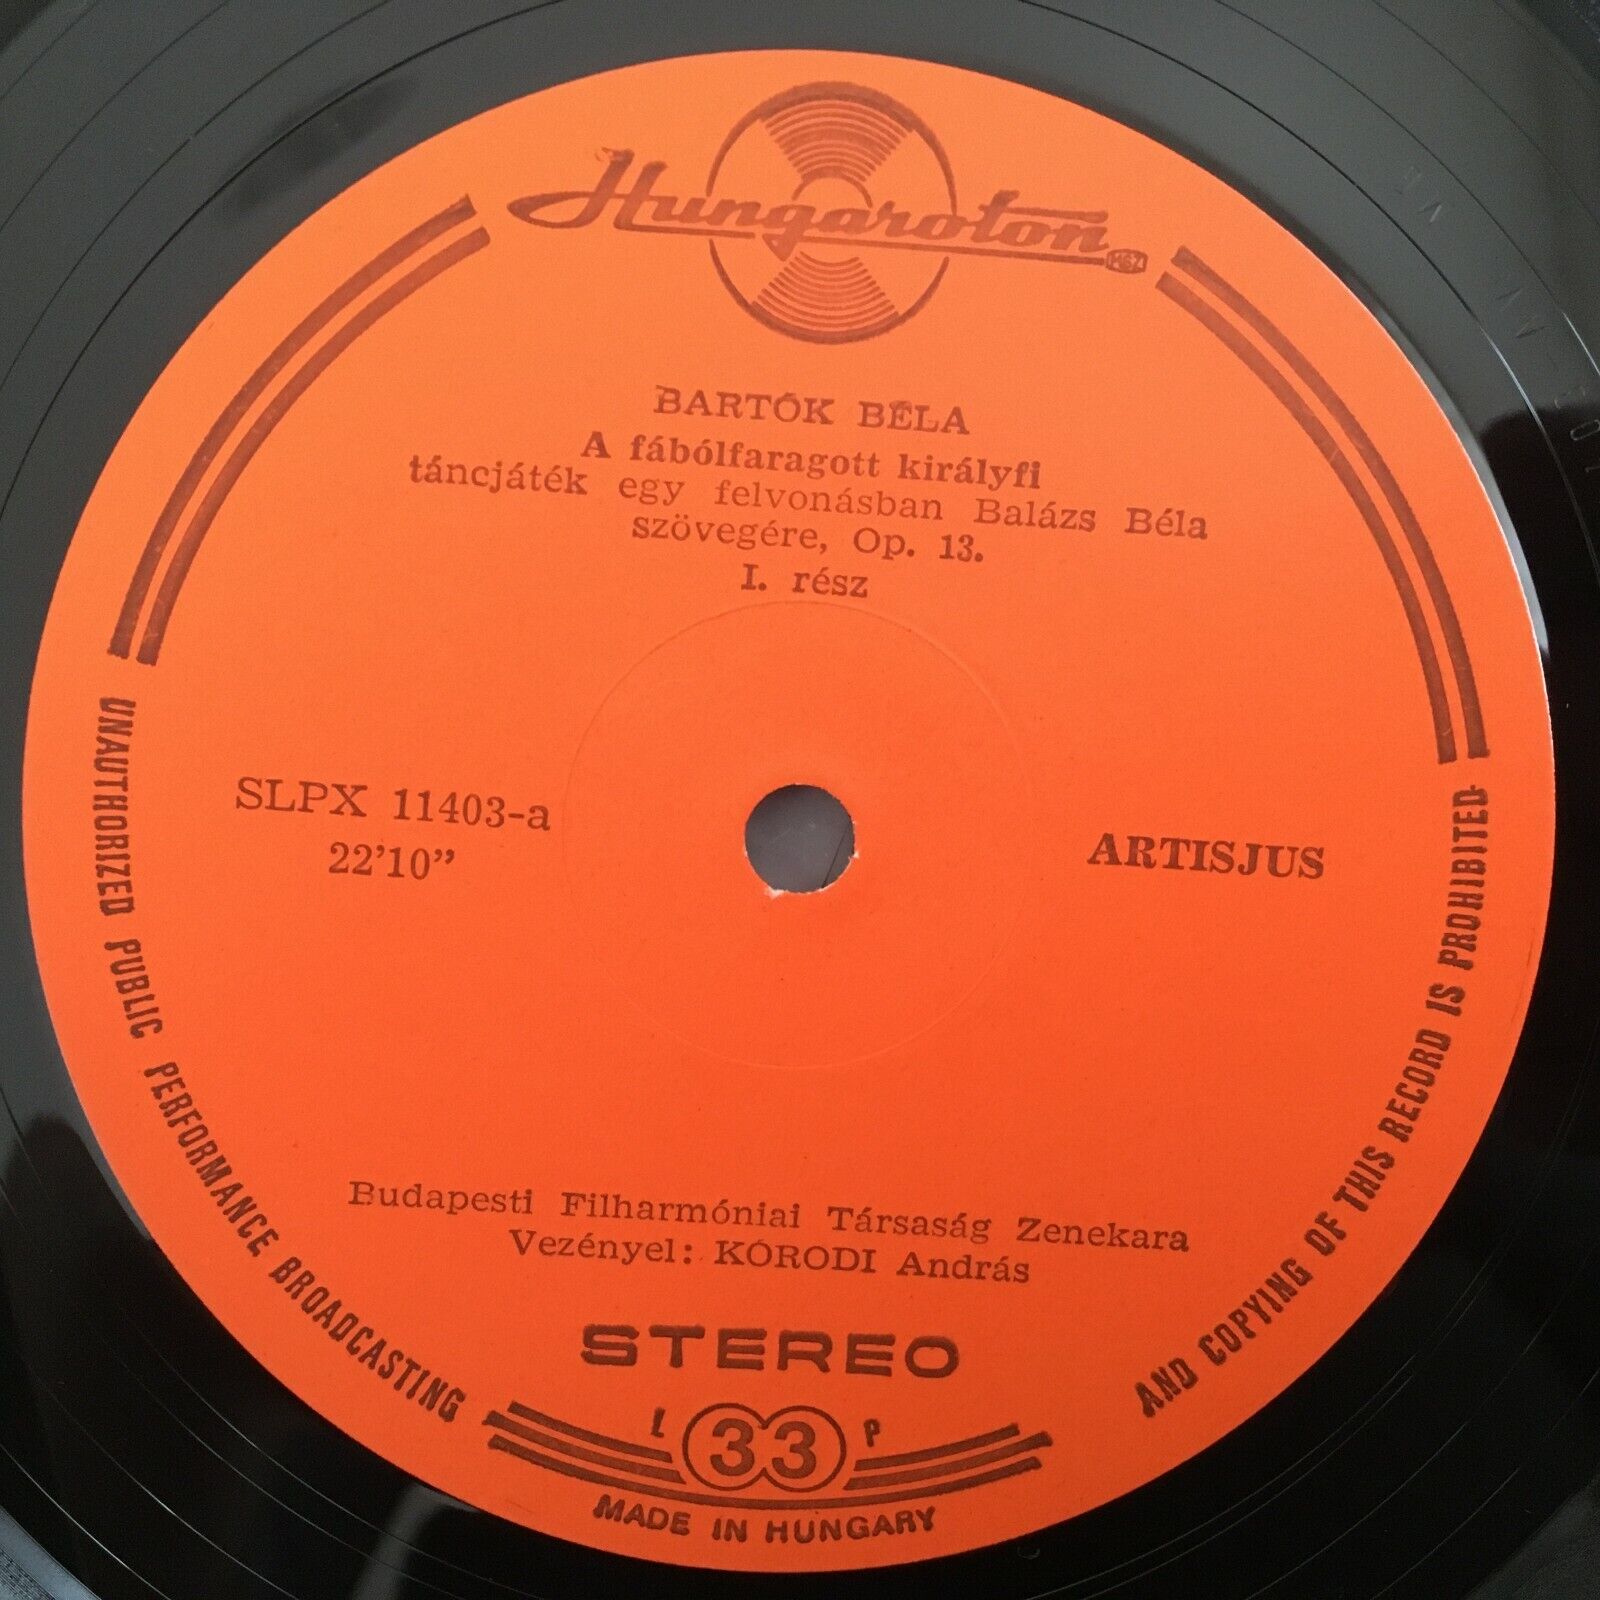 Hungaroton
MGZ
BARTÓK BÉLA
A fábólfaragott királyfi
táncjáték egy felvonásban Balázs Béla
szövegére, Op. 13.
I. rész
SLPX 11403-a
22’10”
ARTISJUS
Budapesti Filharmóniai Társaság Zenekara
Vezényel: KÓRODI András
STEREO
L 33 P
MADE IN HUNGARY
UNAUTHORIZED PUBLIC PERFORMANCE BROADCASTING
AND COPYING OF THIS RECORD IS PROHIBITED